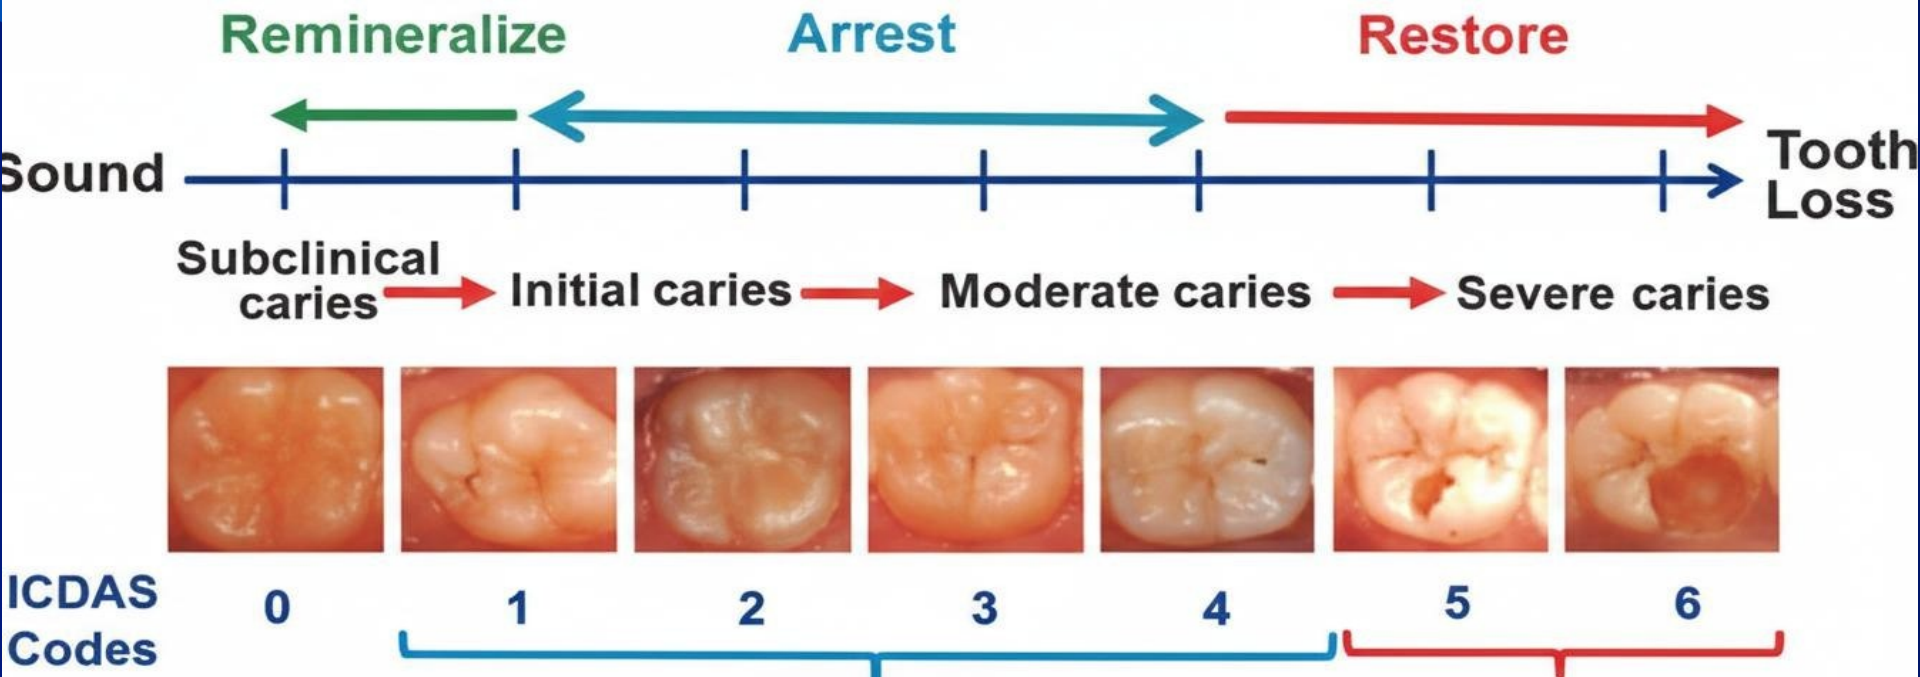 Remineralize
Arrest
Restore
Sound
Tooth
Loss
Subclinical
caries
Initial caries
Moderate caries
Severe caries
ICDAS
Codes
0
1
2
3
4
5
6